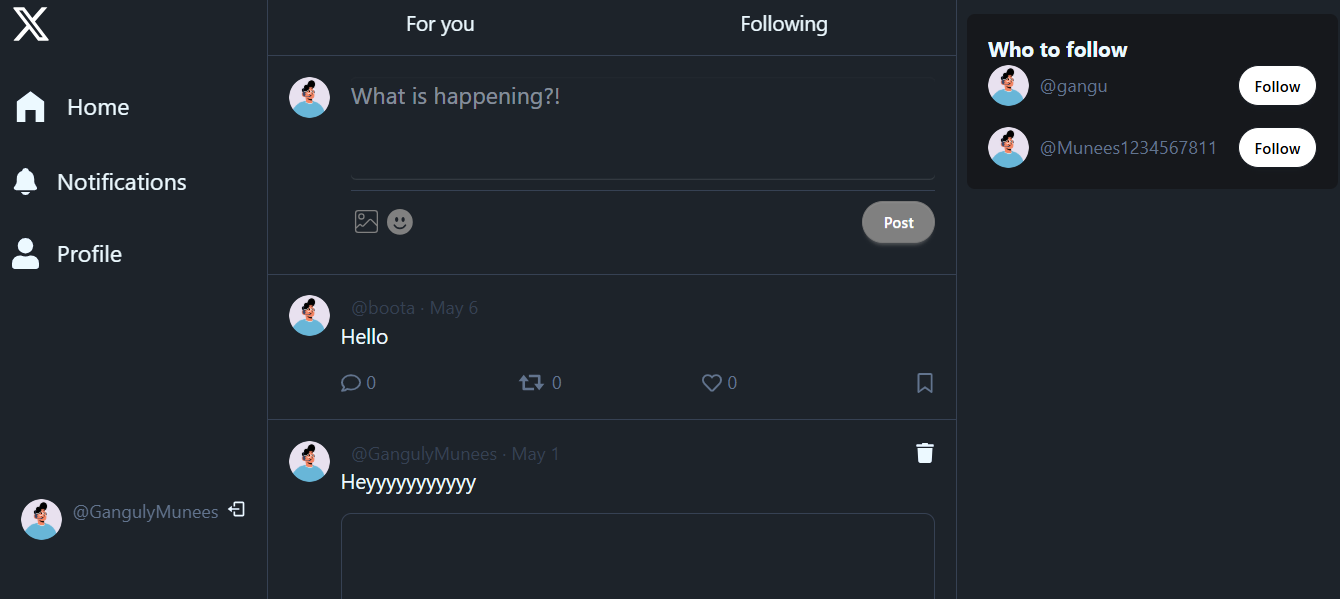 Home
Notifications
Profile
@GangulyMunees
For you
Following
What is happening?!
Post
@boota · May 6
Hello
0
0
0
@GangulyMunees · May 1
Heyyyyyyyyyyy
Who to follow
@gangu
Follow
@Munees1234567811
Follow